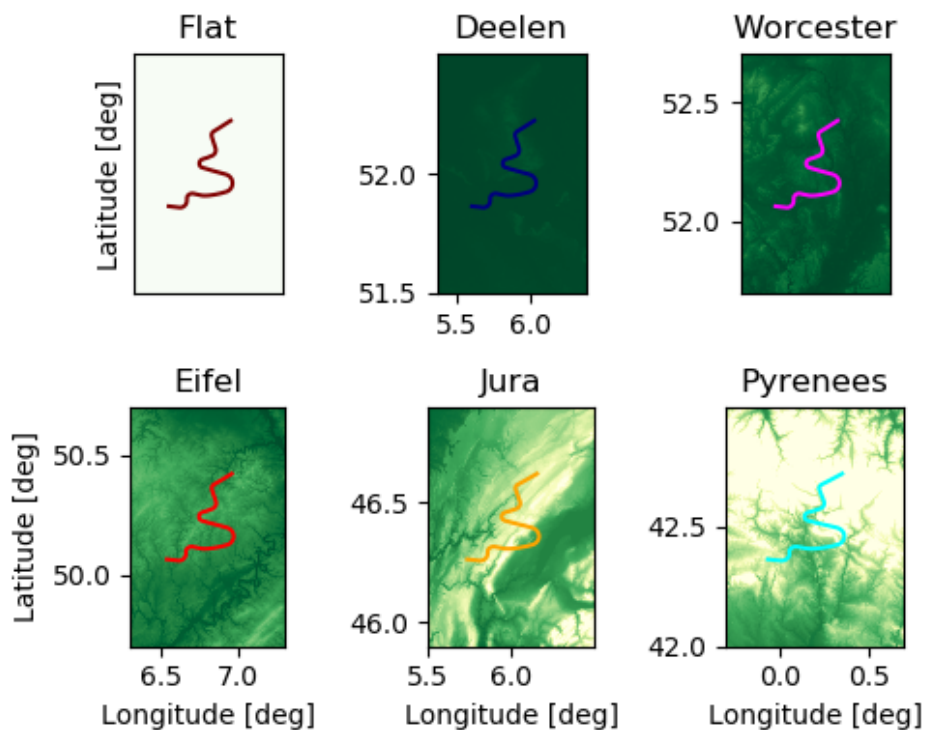 Flat Deelen Worcester
Latitude [deg]
52.0
51.5
5.5 6.0
52.5
52.0
Eifel Jura Pyrenees
Latitude [deg]
50.5
50.0
6.5 7.0
Longitude [deg]
46.5
46.0
5.5 6.0
Longitude [deg]
42.5
42.0
0.0 0.5
Longitude [deg]